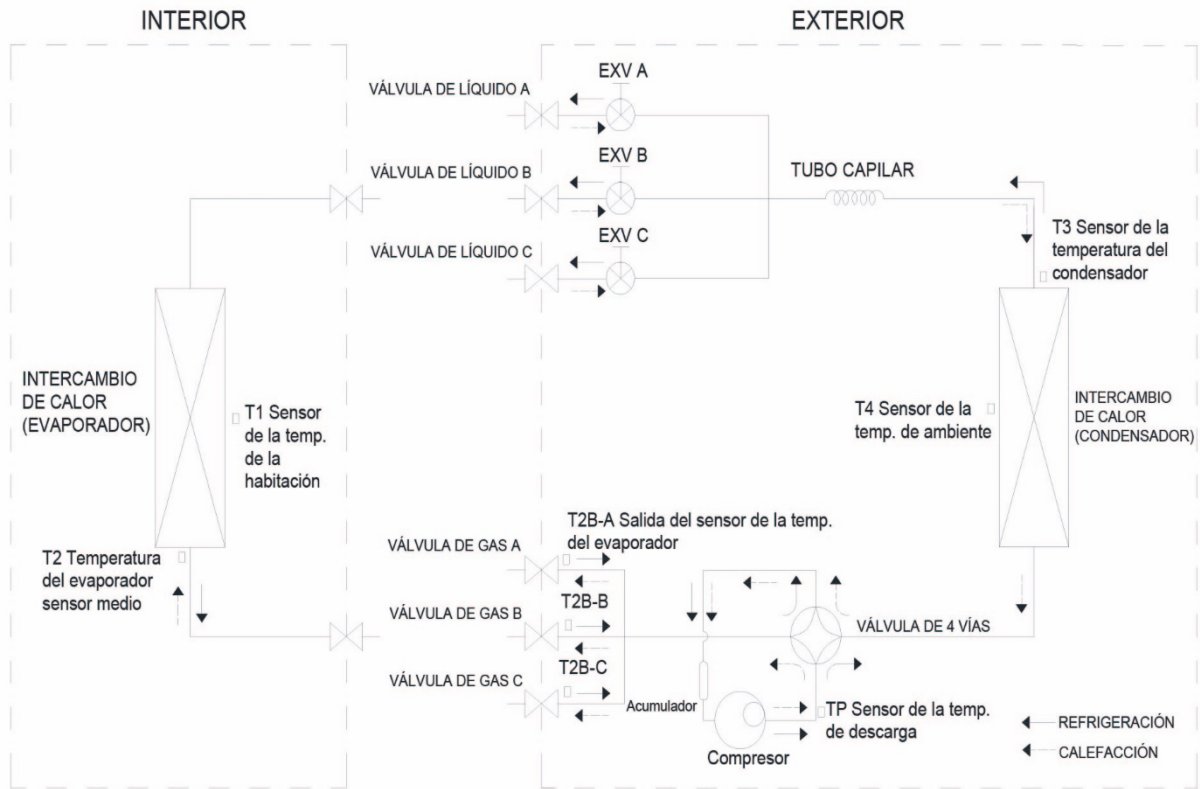 INTERIOR
EXTERIOR
EXV A
VÁLVULA DE LÍQUIDO A
EXV B
VÁLVULA DE LÍQUIDO B
TUBO CAPILAR
EXV C
VÁLVULA DE LÍQUIDO C
T3 Sensor de la
temperatura del
condensador
INTERCAMBIO
DE CALOR
(EVAPORADOR)
T1 Sensor
de la temp.
de la
habitación
T4 Sensor de la
temp. de ambiente
INTERCAMBIO
DE CALOR
(CONDENSADOR)
T2 Temperatura
del evaporador
sensor medio
T2B-A Salida del sensor de la temp.
del evaporador
VÁLVULA DE GAS A
T2B-B
VÁLVULA DE GAS B
VÁLVULA DE 4 VÍAS
T2B-C
VÁLVULA DE GAS C
Acumulador
TP Sensor de la temp.
de descarga
Compresor
REFRIGERACIÓN
CALEFACCIÓN